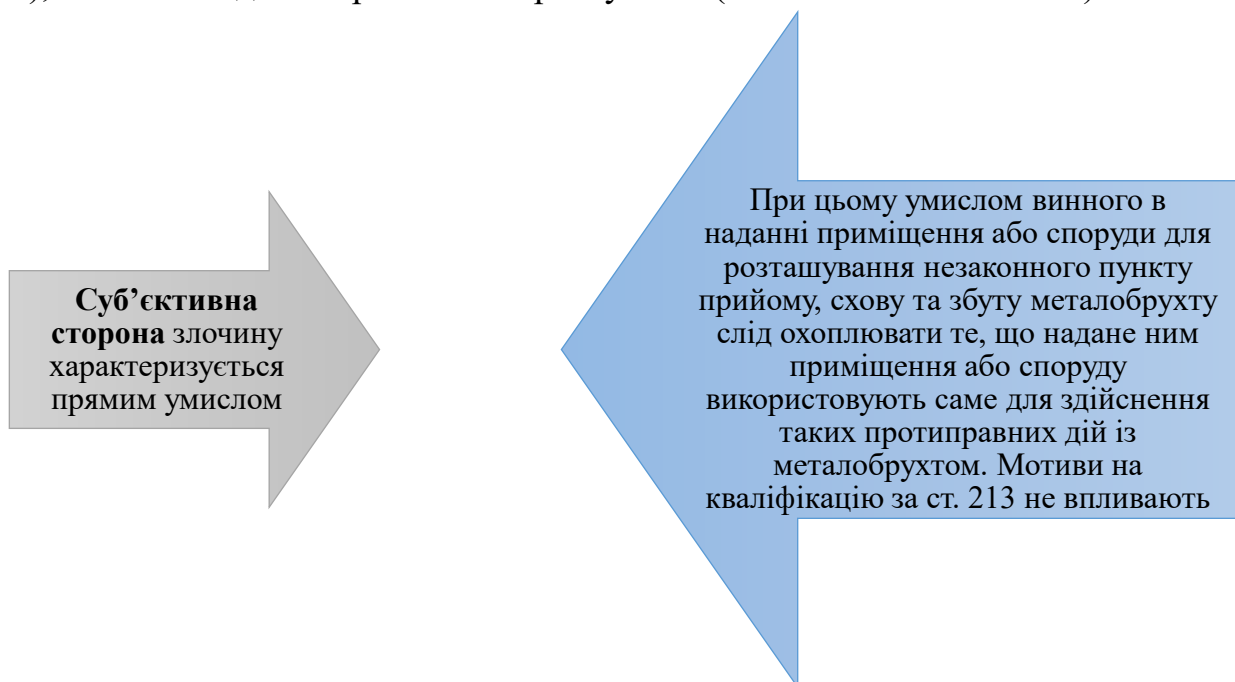 Суб’єктивна
сторона злочину
характеризується
прямим умислом
При цьому умислом винного в
наданні приміщення або споруди для
розташування незаконного пункту
прийому, схову та збуту металобрухту
слід охоплювати те, що надане ним
приміщення або споруду
використовують саме для здійснення
таких протиправних дій із
металобрухтом. Мотиви на
кваліфікацію за ст. 213 не впливають